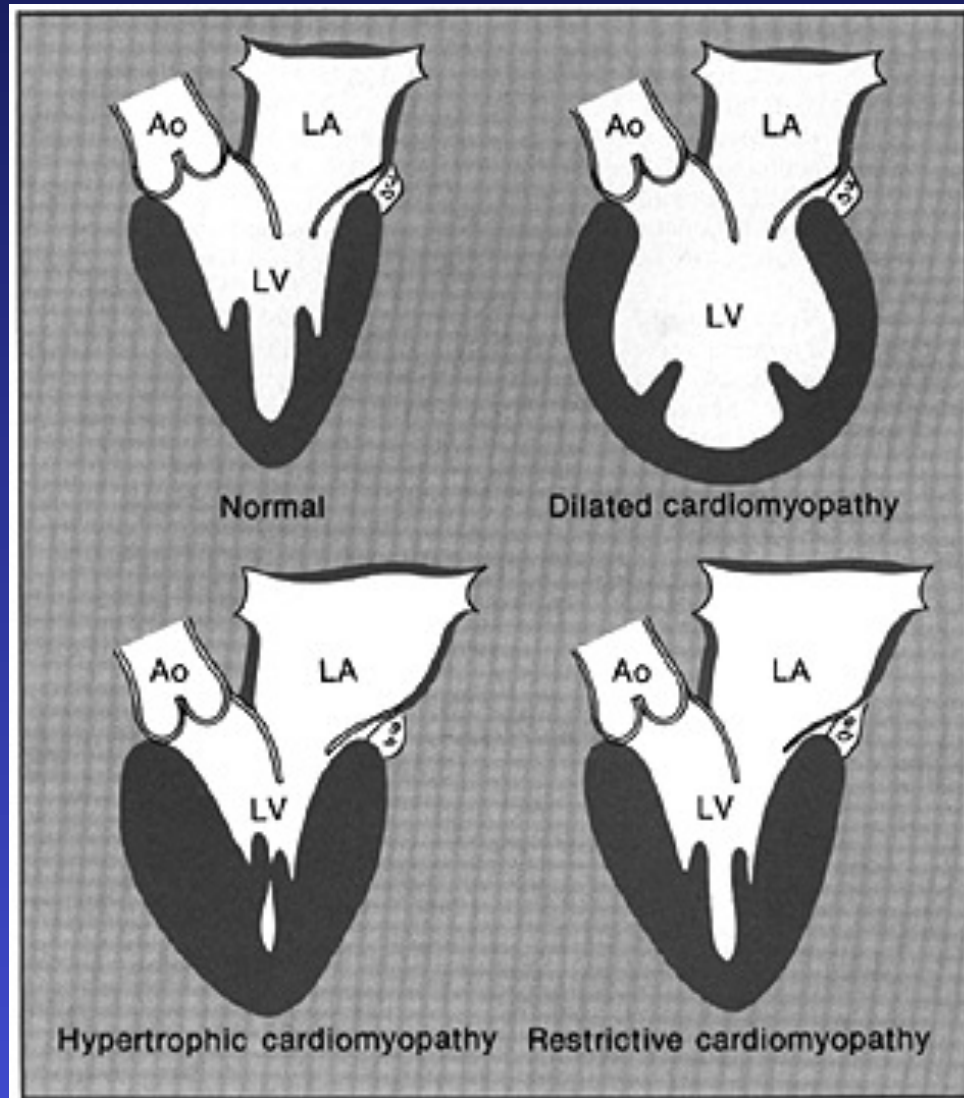 Ao
LA
LV
Normal
Ao
LA
LV
Dilated cardiomyopathy
Ao
LA
LV
Hypertrophic cardiomyopathy
Ao
LA
LV
Restrictive cardiomyopathy